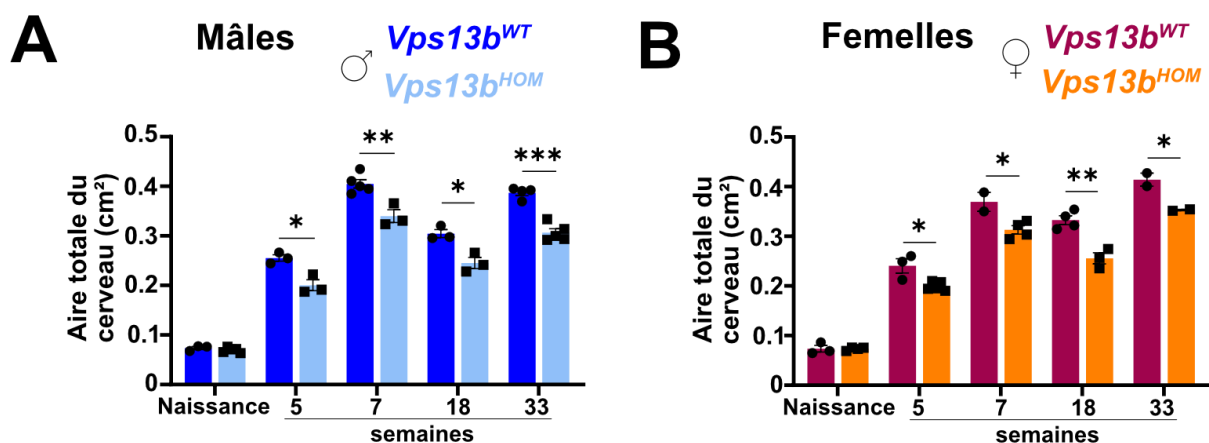 A
Mâles
♂
Vps13bWT
Vps13bHOM
Aire totale du
cerveau (cm²)
0.5
0.4
0.3
0.2
0.1
0
*
**
*
***
Naissance
5
7
18
33
semaines
B
Femelles
♀
Vps13bWT
Vps13bHOM
Aire totale du
cerveau (cm²)
0.5
0.4
0.3
0.2
0.1
0
*
*
**
*
Naissance
5
7
18
33
semaines